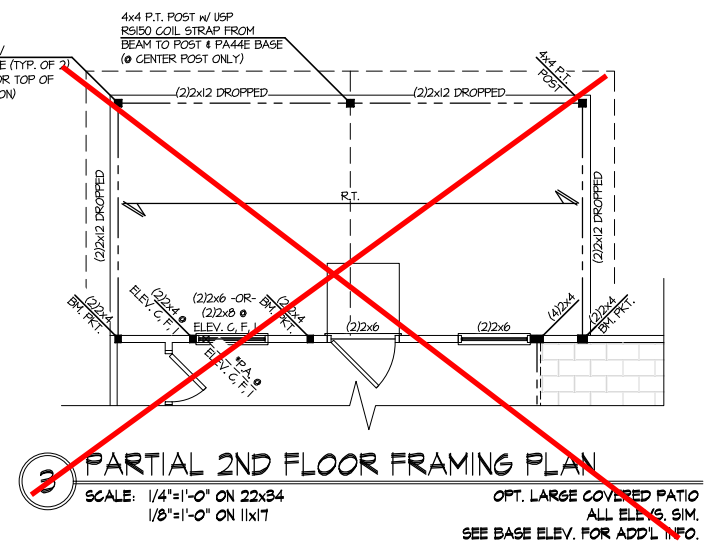 4x4 P.T. POST w/ USP
RS150 COIL STRAP FROM
BEAM TO POST & PA44E BASE
(@ CENTER POST ONLY)
E (TYP. OF 2)
OR TOP OF
ON)
4x4 P.T.
POST
(2)2x12 DROPPED
(2)2x12 DROPPED
(2)2x12 DROPPED
(2)2x12 DROPPED
R.T.
(2)2x4
BM. PKT.
(2)2x4 @
ELEV. C, F, I
(2)2x6 -OR-
(2)2x8 @
ELEV. C, F, I
(2)2x4
BM. PKT.
(2)2x6
(2)2x6
(4)2x4
(2)2x4
BM. PKT.
"P.A. @
ELEV. C, F, I
3
PARTIAL 2ND FLOOR FRAMING PLAN
SCALE: 1/4"=1'-0" ON 22x34
1/8"=1'-0" ON 11x17
OPT. LARGE COVERED PATIO
ALL ELEVS. SIM.
SEE BASE ELEV. FOR ADD'L INFO.